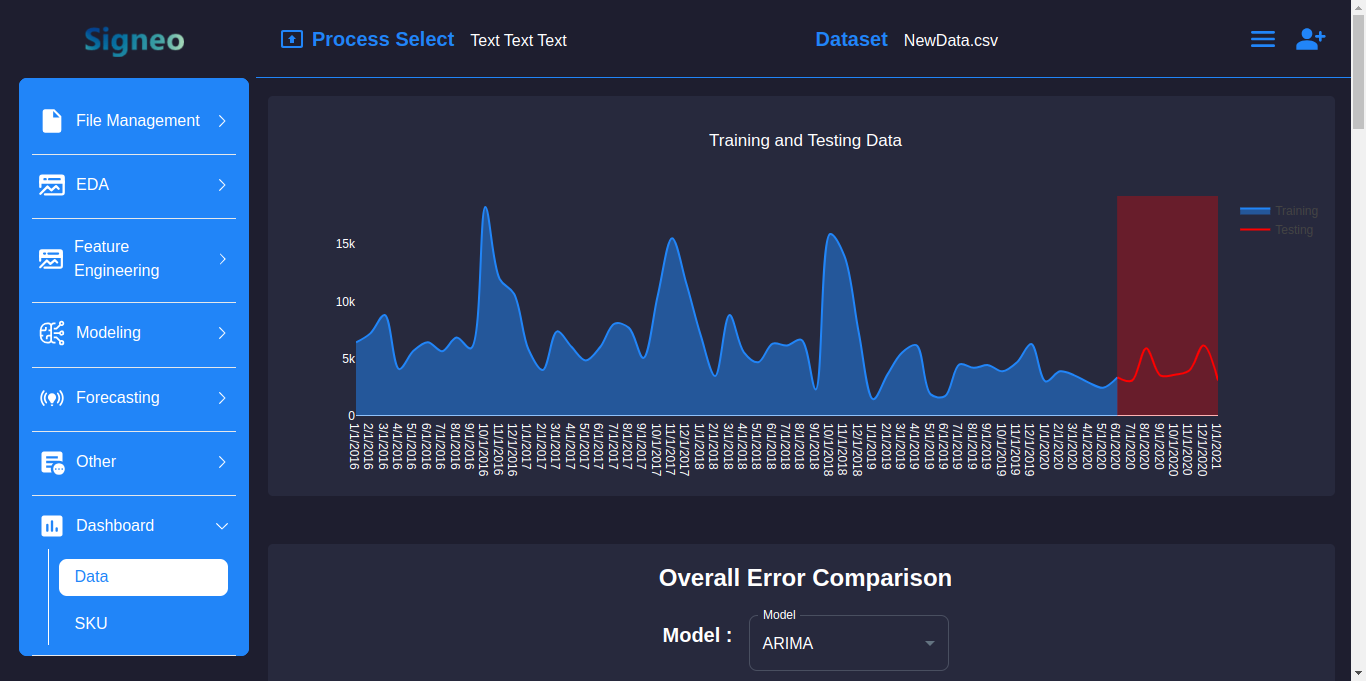 Signeo
Process Select Text Text Text
Dataset NewData.csv
File Management
EDA
Feature
Engineering
Modeling
Forecasting
Other
Dashboard
Data
SKU
Training and Testing Data
Training
Testing
15k
10k
5k
0
1/1/2016
2/1/2016
3/1/2016
4/1/2016
5/1/2016
6/1/2016
7/1/2016
8/1/2016
9/1/2016
10/1/2016
11/1/2016
12/1/2016
1/1/2017
2/1/2017
3/1/2017
4/1/2017
5/1/2017
6/1/2017
7/1/2017
8/1/2017
9/1/2017
10/1/2017
11/1/2017
12/1/2017
1/1/2018
2/1/2018
3/1/2018
4/1/2018
5/1/2018
6/1/2018
7/1/2018
8/1/2018
9/1/2018
10/1/2018
11/1/2018
12/1/2018
1/1/2019
2/1/2019
3/1/2019
4/1/2019
5/1/2019
6/1/2019
7/1/2019
8/1/2019
9/1/2019
10/1/2019
11/1/2019
12/1/2019
1/1/2020
2/1/2020
3/1/2020
4/1/2020
5/1/2020
6/1/2020
7/1/2020
8/1/2020
9/1/2020
10/1/2020
11/1/2020
12/1/2020
1/1/2021
Overall Error Comparison
Model :
Model
ARIMA